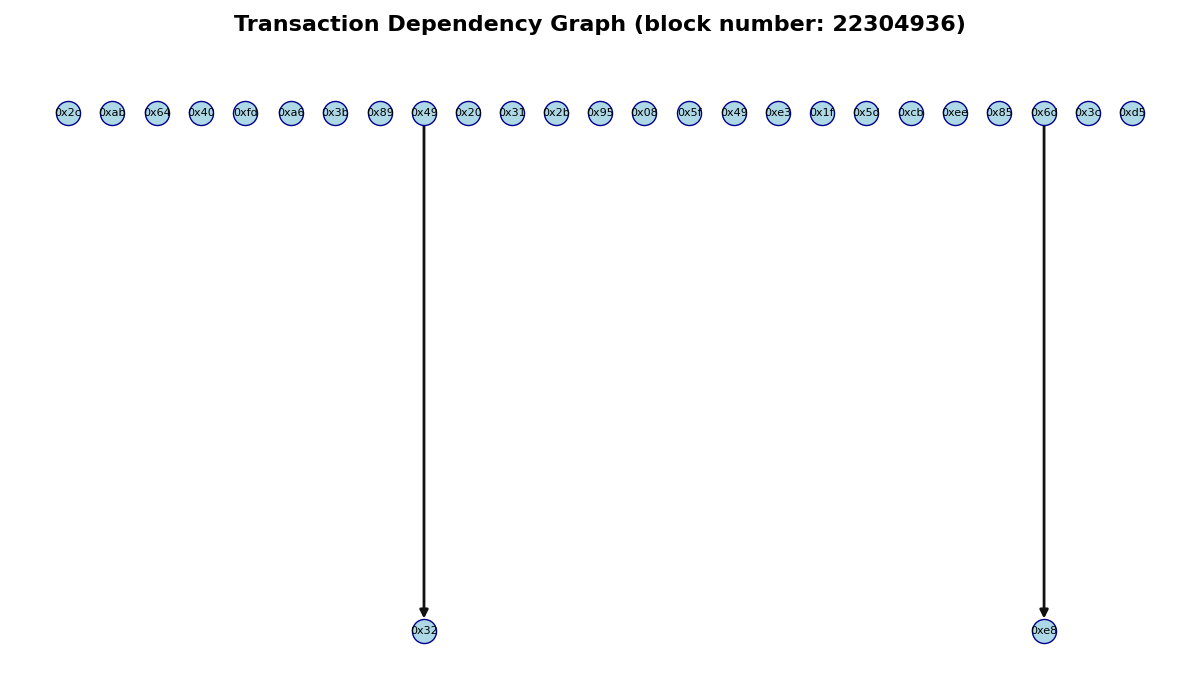 Transaction Dependency Graph (block number: 22304936)
0x2c 0xab 0x64 0x40 0xfd 0xa6 0x3b 0x89 0x49 0x20 0x31 0x2b 0x95 0x08 0x5f 0x49 0xe3 0x1f 0x5d 0xcb 0xee 0x85 0x6d 0x3c 0xd5
0x32 0xe8